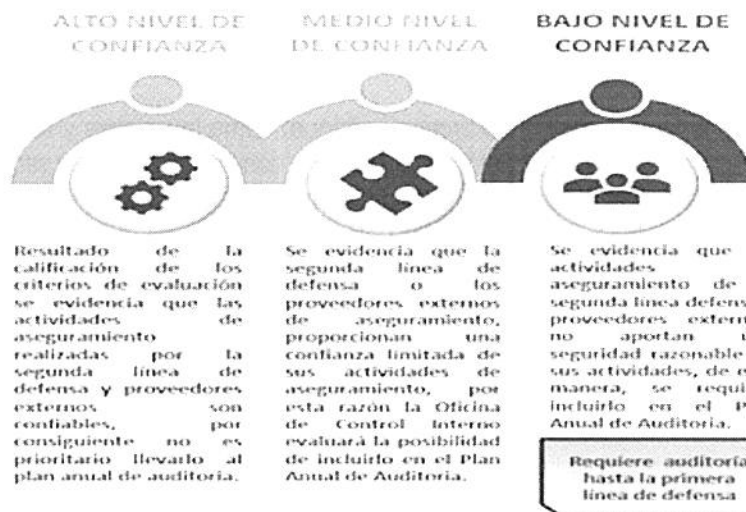 ALTO NIVEL DE
CONFIANZA
Resultado de la
calificación de los
criterios de evaluación
se evidencia que las
actividades de
aseguramiento
realizadas por la
segunda línea de
defensa y proveedores
externos son
confiables, por
consiguiente no es
prioritario llevarlo al
plan anual de auditoria.
MEDIO NIVEL
DE CONFIANZA
Se evidencia que la
segunda línea de
defensa o los
proveedores externos
de aseguramiento,
proporcionan una
confianza limitada de
sus actividades de
aseguramiento, por
esta razón la Oficina
de Control Interno
evaluará la posibilidad
de incluirlo en el Plan
Anual de Auditoria.
BAJO NIVEL DE
CONFIANZA
Se evidencia que
actividades
aseguramiento de
segunda línea defens
proveedores extern
no aportan u
seguridad razonable
sus actividades, de e
manera, se requi
incluirlo en el P
Anual de Auditoria.
Requiere auditoría
hasta la primera
línea de defensa